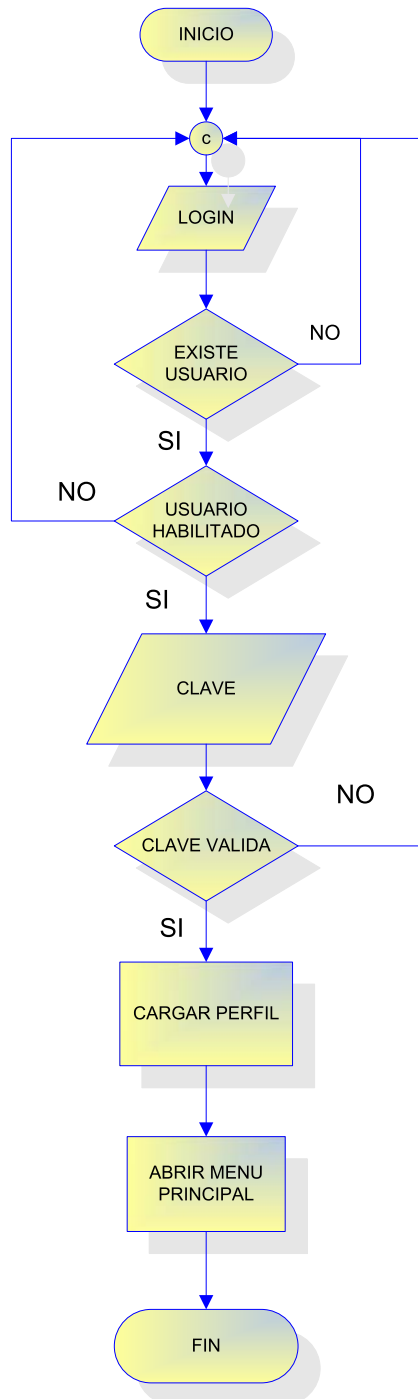 INICIO
c
LOGIN
EXISTE
USUARIO
NO
SI
USUARIO
HABILITADO
NO
SI
CLAVE
CLAVE VALIDA
NO
SI
CARGAR PERFIL
ABRIR MENU
PRINCIPAL
FIN